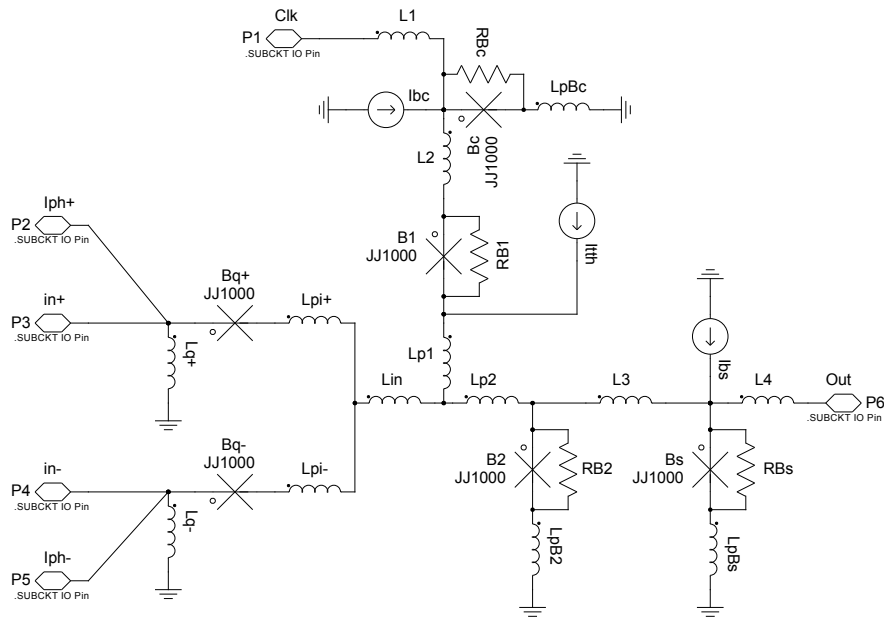 Clk
L1
P1
.SUBCKT IO Pin
RBc
LpBc
Ibc
Bc
JJ1000
L2
Iph+
P2
.SUBCKT IO Pin
B1
JJ1000
RB1
Itth
Bq+
JJ1000
Lpi+
in+
P3
.SUBCKT IO Pin
Lq+
Lp1
Ibs
Lin
Lp2
L3
L4
Out
P6
.SUBCKT IO Pin
Bq-
JJ1000
Lpi-
in-
P4
.SUBCKT IO Pin
Lq-
B2
JJ1000
RB2
Bs
JJ1000
RBs
Iph-
P5
.SUBCKT IO Pin
LpB2
LpBs